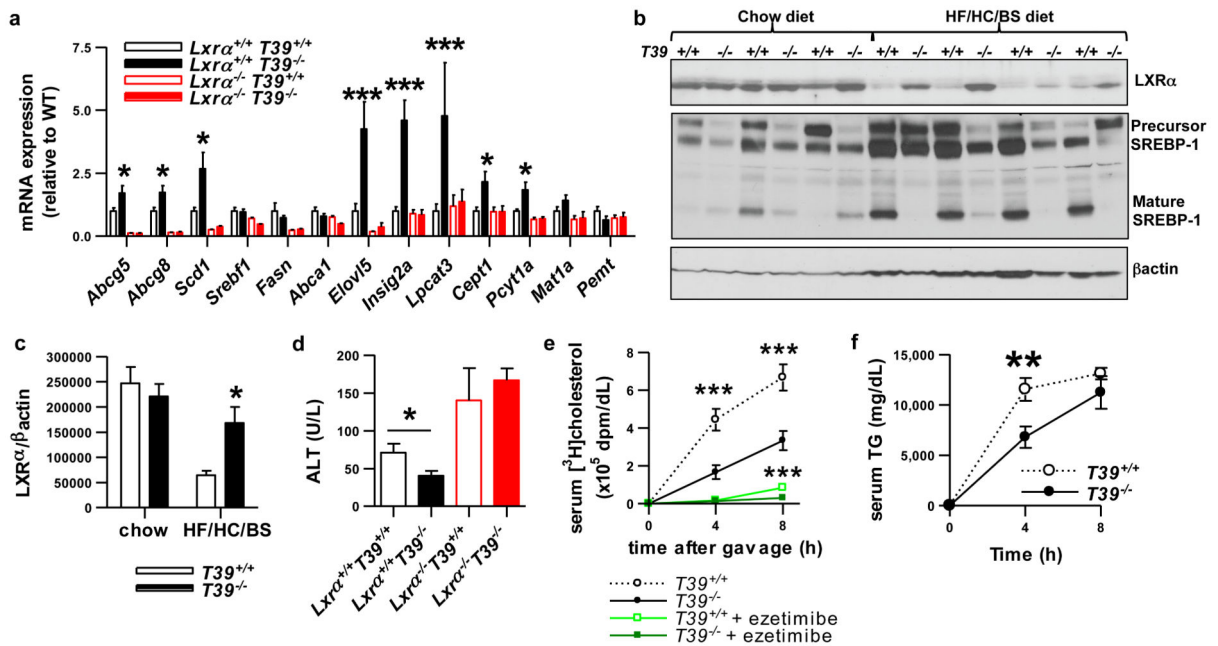 a
mRNA expression
(relative to WT)
7.5
5.0
2.5
0.0
Lxrα+/+ T39+/+
Lxrα+/+ T39-/-
Lxrα-/- T39+/+
Lxrα-/- T39-/-
* * * *** *** *** * *
Abcg5 Abcg8 Scd1 Srebf1 Fasn Abca1 Elovl5 Insig2a Lpcat3 Cept1 Pcyt1a Mat1a Pemt
b
Chow diet HF/HC/BS diet
T39 +/+ -/- +/+ -/- +/+ -/- +/+ -/- +/+ -/- +/+ -/- +/+ -/-
LXRα
Precursor
SREBP-1
Mature
SREBP-1
βactin
c
LXRα/βactin
300000
250000
200000
150000
100000
50000
0
*
chow HF/HC/BS
T39+/+
T39-/-
d
ALT (U/L)
200
150
100
50
0
*
Lxrα+/+T39+/+ Lxrα+/+T39-/- Lxrα-/-T39+/+ Lxrα-/-T39-/-
e
serum [3H]cholesterol
(x10⁵ dpm/dL)
8
6
4
2
0
***
***
***
0 4 8
time after gavage (h)
T39+/+
T39-/-
T39+/+ + ezetimibe
T39-/- + ezetimibe
f
serum TG (mg/dL)
15,000
10,000
5,000
0
**
T39+/+
T39-/-
0 4 8
Time (h)